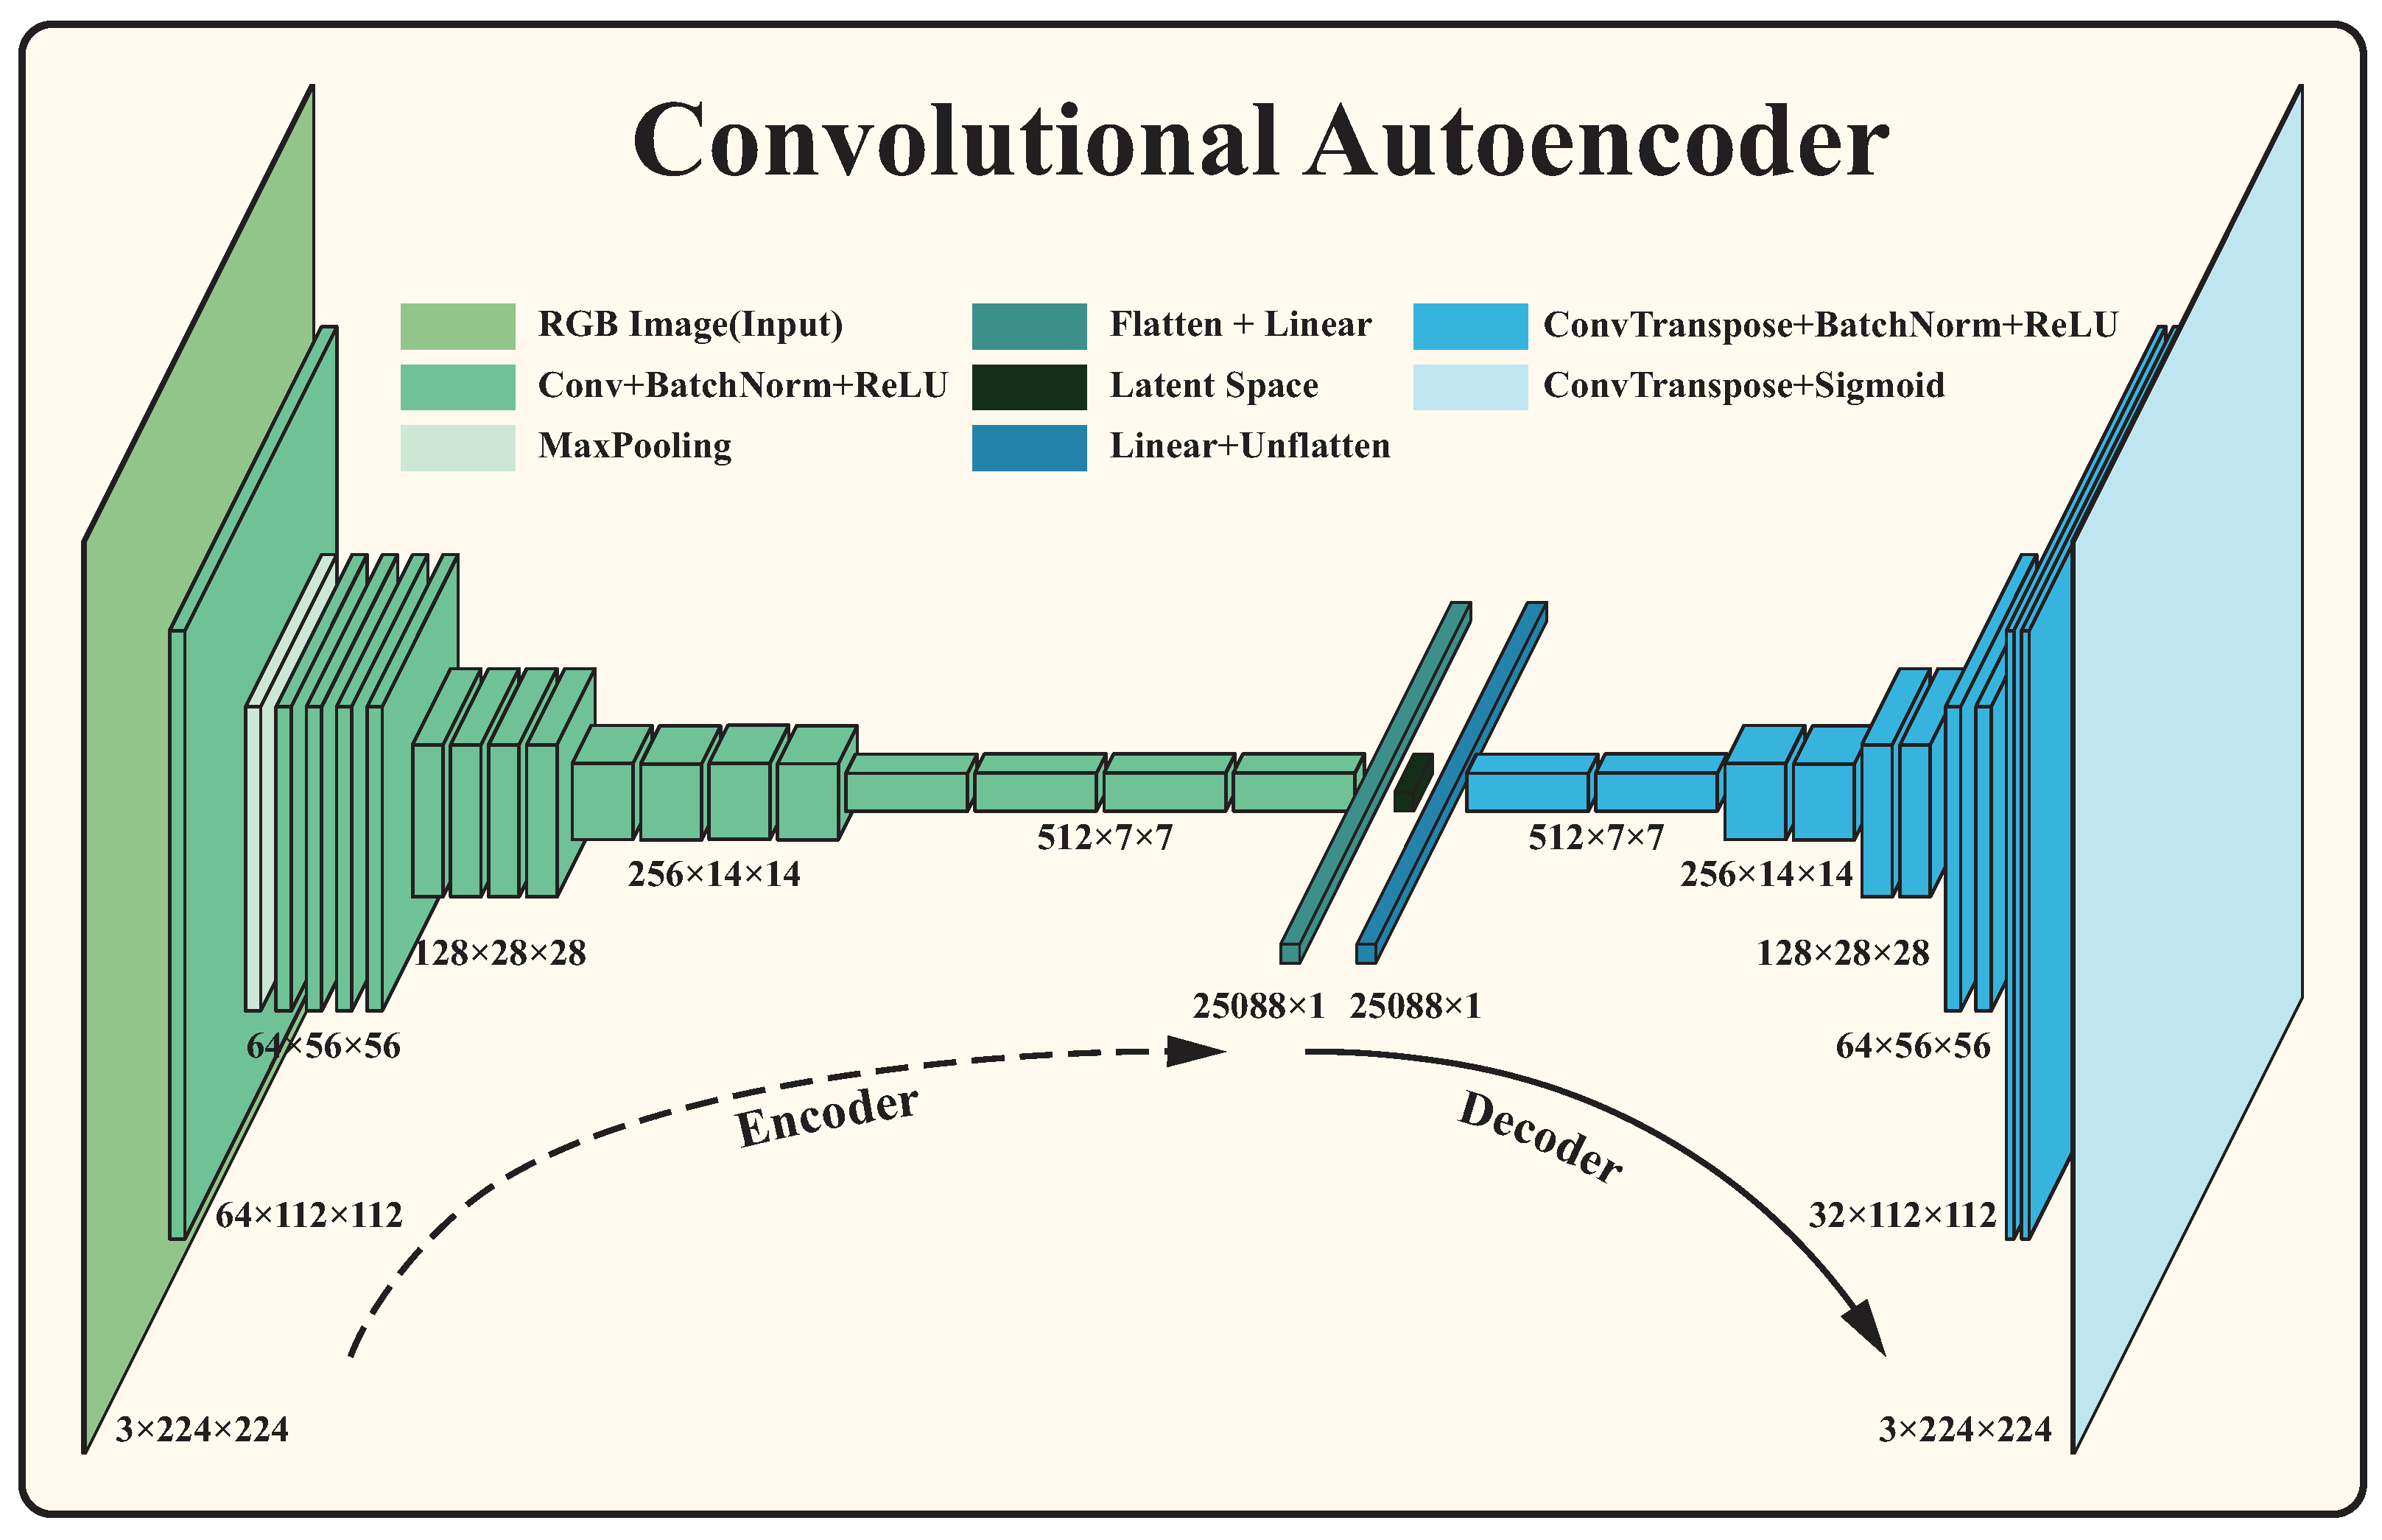 Convolutional Autoencoder
RGB Image(Input)
Conv+BatchNorm+ReLU
MaxPooling
Flatten + Linear
Latent Space
Linear+Unflatten
ConvTranspose+BatchNorm+ReLU
ConvTranspose+Sigmoid
3×224×224
64×112×112
64×56×56
128×28×28
256×14×14
512×7×7
25088×1
25088×1
512×7×7
256×14×14
128×28×28
64×56×56
32×112×112
3×224×224
Encoder
Decoder